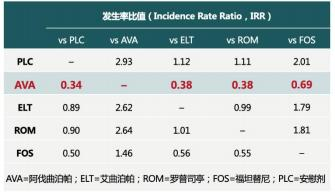 发生率比值（Incidence Rate Ratio，IRR）
vs PLC vs AVA vs ELT vs ROM vs FOS
PLC – 2.93 1.12 1.11 2.01
AVA 0.34 – 0.38 0.38 0.69
ELT 0.89 2.62 – 0.99 1.79
ROM 0.90 2.64 1.01 – 1.81
FOS 0.50 1.46 0.56 0.55 –
AVA=阿伐曲泊帕；ELT=艾曲泊帕；ROM=罗普司亭；FOS=福坦替尼；PLC=安慰剂